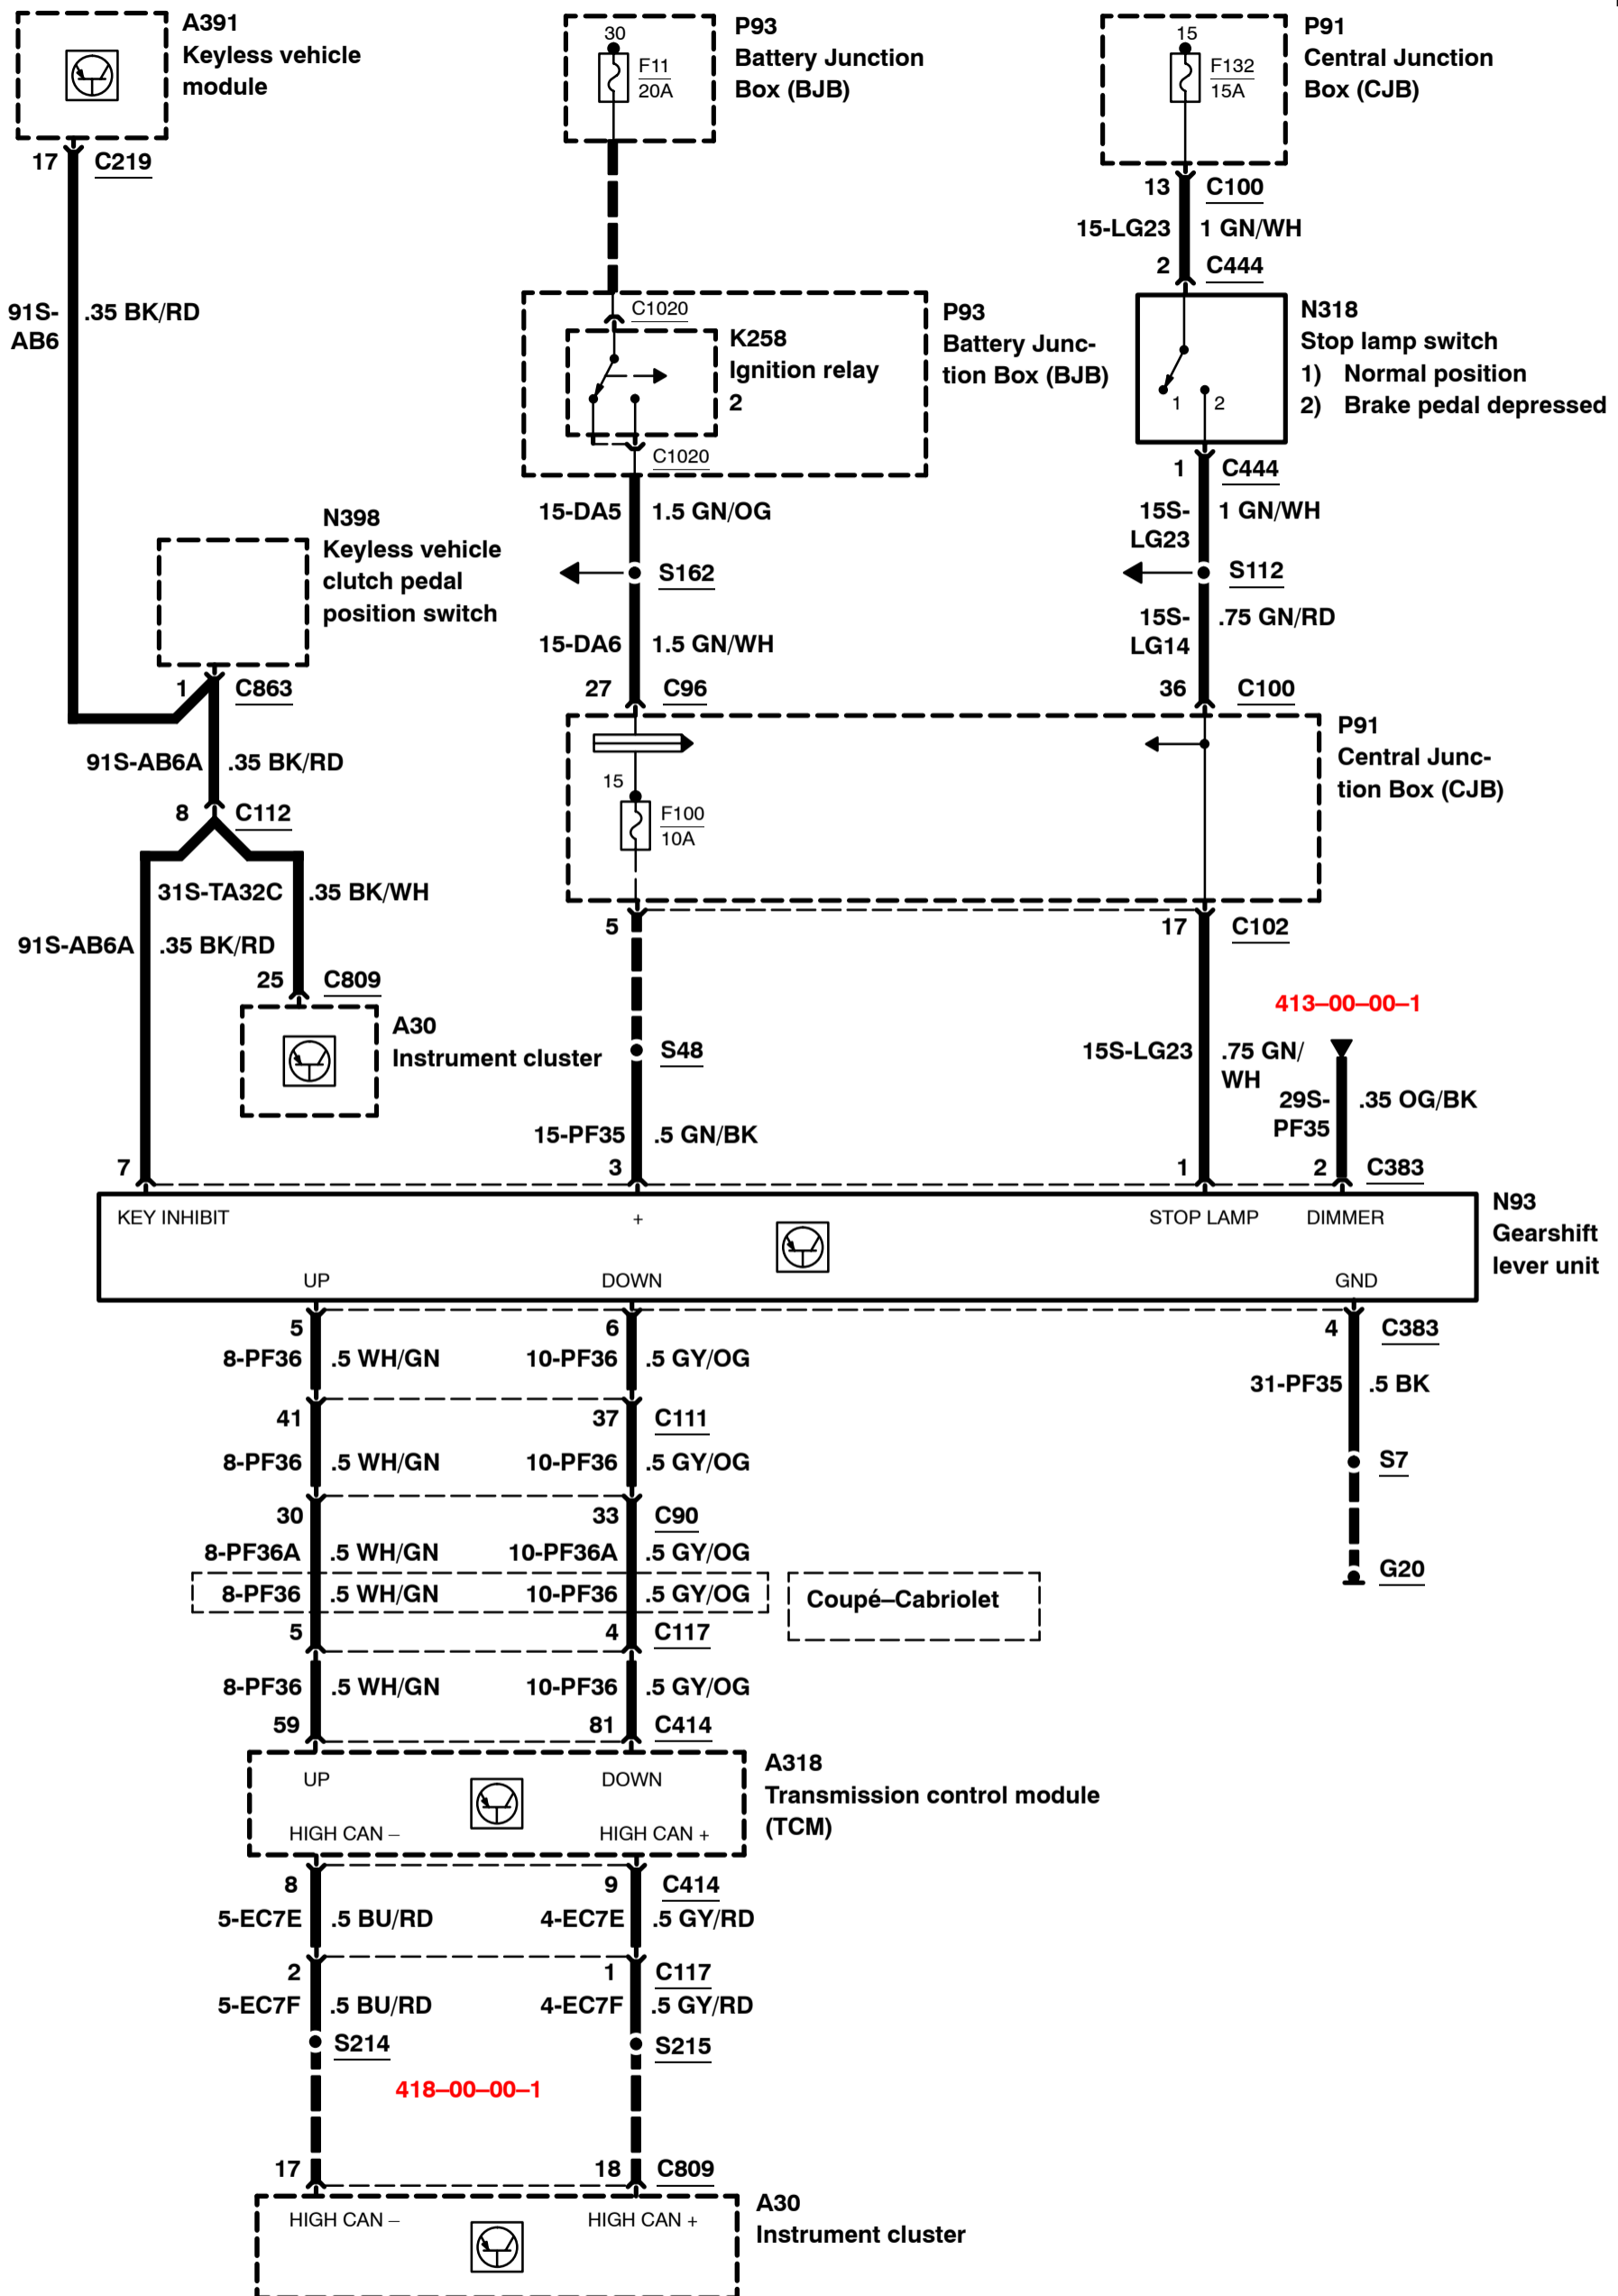 A391
Keyless vehicle
module
17 C219
91S-
AB6
.35 BK/RD
30
F11
20A
P93
Battery Junction
Box (BJB)
15
F132
15A
P91
Central Junction
Box (CJB)
13 C100
15-LG23 1 GN/WH
2 C444
C1020
K258
Ignition relay
2
C1020
P93
Battery Junc-
tion Box (BJB)
1 2
N318
Stop lamp switch
1) Normal position
2) Brake pedal depressed
1 C444
15-DA5 1.5 GN/OG
15S-
LG23
1 GN/WH
S162
S112
15-DA6 1.5 GN/WH
15S-
LG14
.75 GN/RD
27 C96
36 C100
N398
Keyless vehicle
clutch pedal
position switch
1 C863
91S-AB6A .35 BK/RD
8 C112
31S-TA32C .35 BK/WH
91S-AB6A .35 BK/RD
25 C809
A30
Instrument cluster
15
F100
10A
P91
Central Junc-
tion Box (CJB)
5 17 C102
S48
15S-LG23 .75 GN/
WH
413–00–00–1
29S-
PF35
.35 OG/BK
15-PF35 .5 GN/BK
7 3 1 2 C383
KEY INHIBIT + STOP LAMP DIMMER
UP DOWN GND
N93
Gearshift
lever unit
5 6 4 C383
8-PF36 .5 WH/GN 10-PF36 .5 GY/OG
31-PF35 .5 BK
41 37 C111
8-PF36 .5 WH/GN 10-PF36 .5 GY/OG
S7
30 33 C90
8-PF36A .5 WH/GN 10-PF36A .5 GY/OG
G20
8-PF36 .5 WH/GN 10-PF36 .5 GY/OG
Coupé–Cabriolet
5 4 C117
8-PF36 .5 WH/GN 10-PF36 .5 GY/OG
59 81 C414
UP DOWN
HIGH CAN – HIGH CAN +
A318
Transmission control module
(TCM)
8 9 C414
5-EC7E .5 BU/RD 4-EC7E .5 GY/RD
2 1 C117
5-EC7F .5 BU/RD 4-EC7F .5 GY/RD
S214 S215
418–00–00–1
17 18 C809
HIGH CAN – HIGH CAN +
A30
Instrument cluster